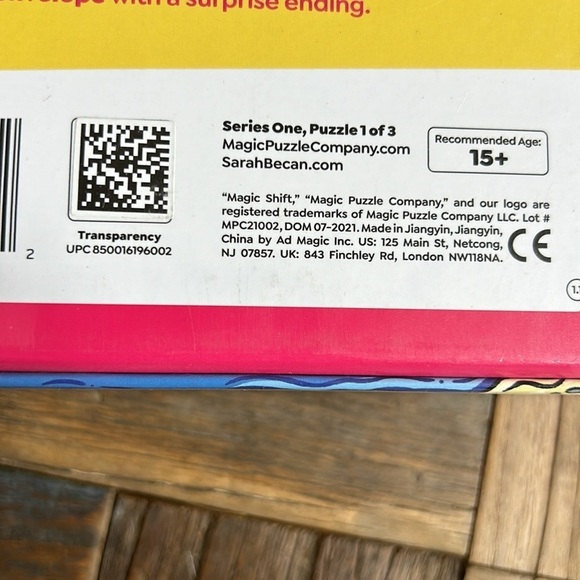 with a surprise ending.
Series One, Puzzle 1 of 3
MagicPuzzleCompany.com
SarahBecan.com
Recommended Age:
15+
"Magic Shift," "Magic Puzzle Company," and our logo are
registered trademarks of Magic Puzzle Company LLC. Lot #
MPC21002, DOM 07-2021. Made in Jiangyin, Jiangyin,
China by Ad Magic Inc. US: 125 Main St, Netcong,
NJ 07857. UK: 843 Finchley Rd, London NW118NA.
CE
Transparency
UPC 850016196002
2